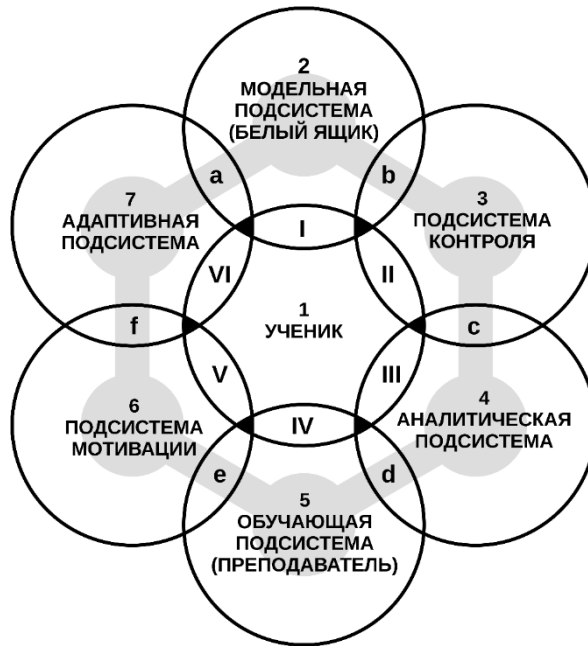 2
МОДЕЛЬНАЯ
ПОДСИСТЕМА
(БЕЛЫЙ ЯЩИК)
a
b
7
АДАПТИВНАЯ
ПОДСИСТЕМА
3
ПОДСИСТЕМА
КОНТРОЛЯ
I
VI
II
1
УЧЕНИК
f
c
V
III
6
ПОДСИСТЕМА
МОТИВАЦИИ
4
АНАЛИТИЧЕСКАЯ
ПОДСИСТЕМА
IV
e
d
5
ОБУЧАЮЩАЯ
ПОДСИСТЕМА
(ПРЕПОДАВАТЕЛЬ)